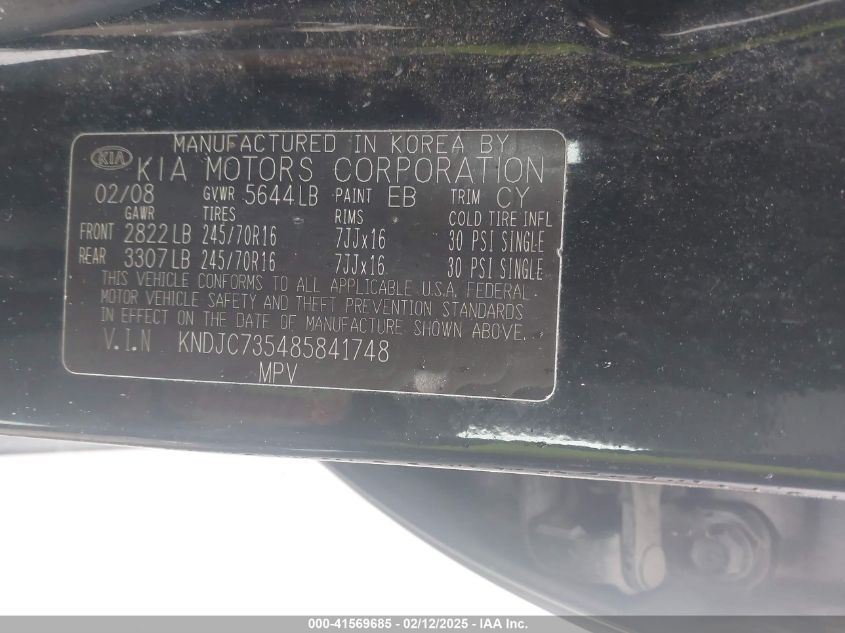 MANUFACTURED IN KOREA BY
KIA KIA MOTORS CORPORATION
02/08 GVWR 5644LB PAINT EB TRIM CY
GAWR TIRES RIMS COLD TIRE INFL
FRONT 2822LB 245/70R16 7JJx16 30 PSI SINGLE
REAR 3307LB 245/70R16 7JJx16 30 PSI SINGLE
THIS VEHICLE CONFORMS TO ALL APPLICABLE U.S.A. FEDERAL
MOTOR VEHICLE SAFETY AND THEFT PREVENTION STANDARDS
IN EFFECT ON THE DATE OF MANUFACTURE SHOWN ABOVE.
V.I.N KNDJC735485841748
MPV
000-41569685 - 02/12/2025 - IAA Inc.